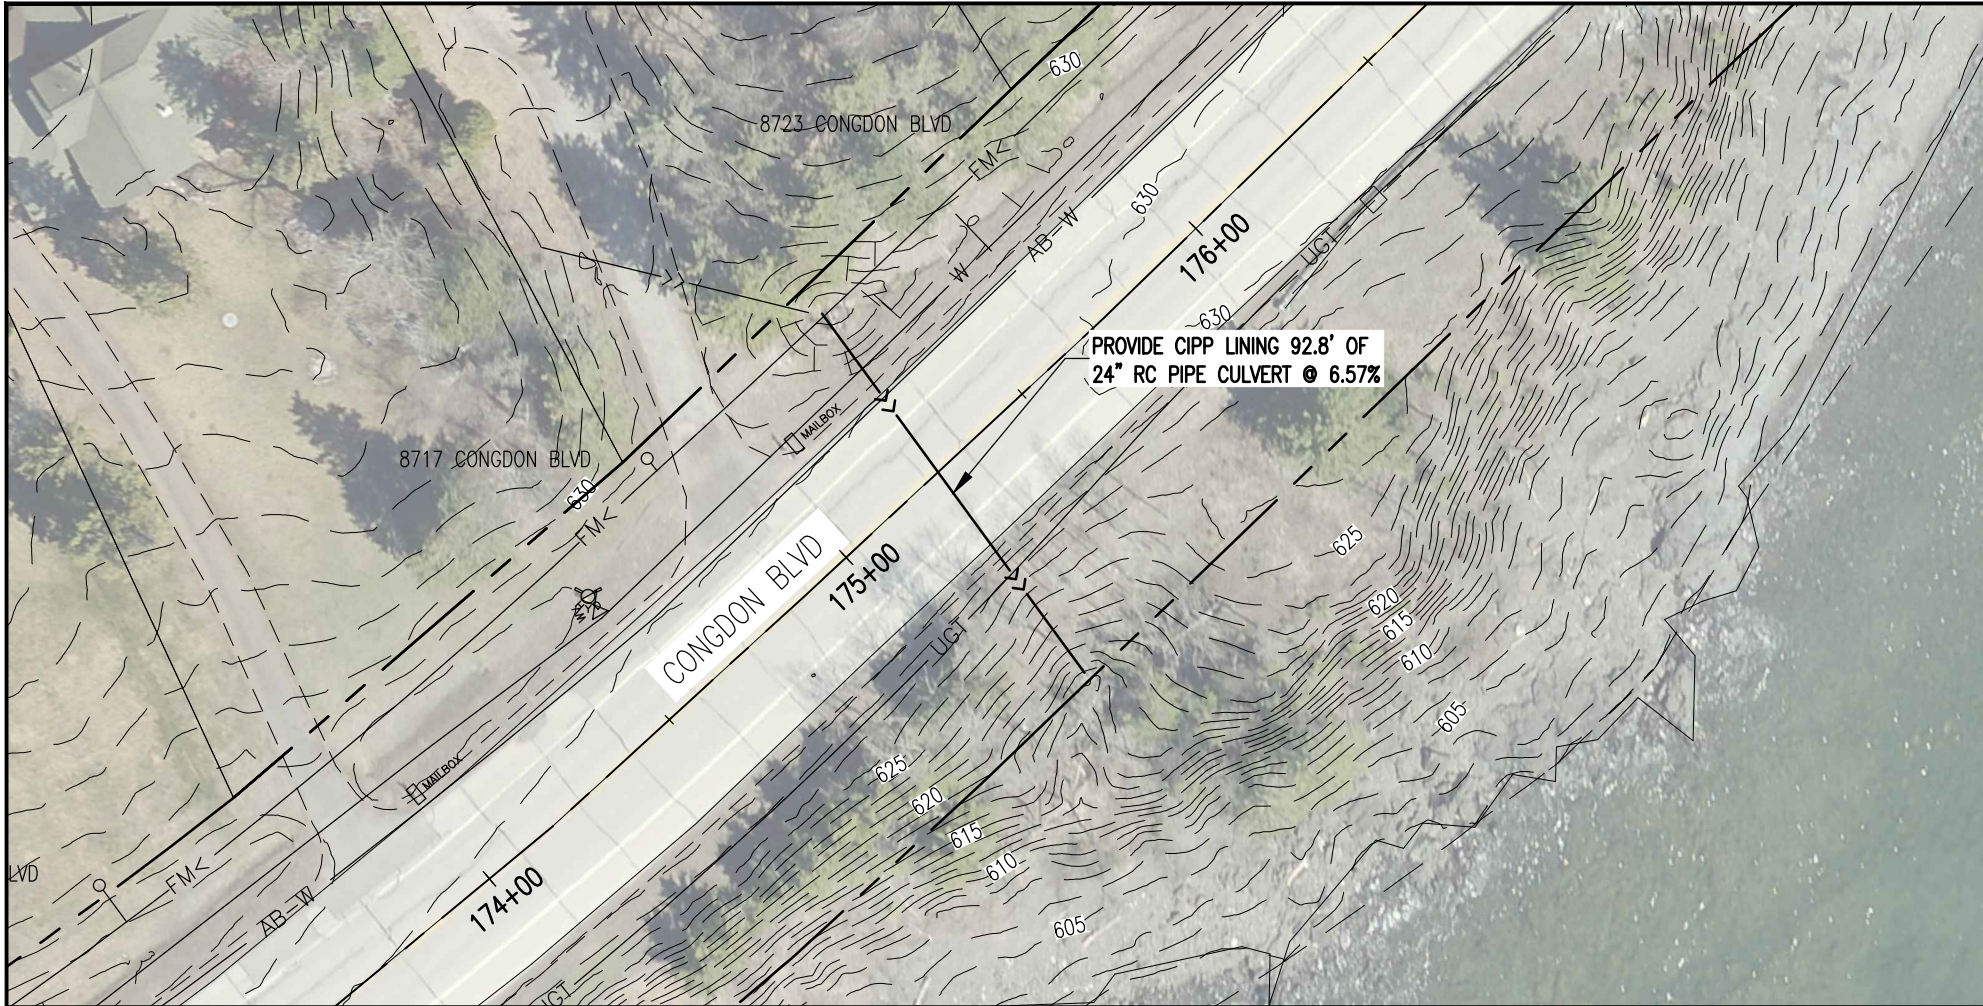 630
8723 CONGDON BLVD
FM<
630
AB-W
W
176+00
UGT
630
PROVIDE CIPP LINING 92.8' OF
24" RC PIPE CULVERT @ 6.57%
MAILBOX
8717 CONGDON BLVD
630
FM<
625
CONGDON BLVD
175+00
620
615
UGT
610
605
MAILBOX
625
620
615
610
LVD
FM<
174+00
AB-W
605
UGT